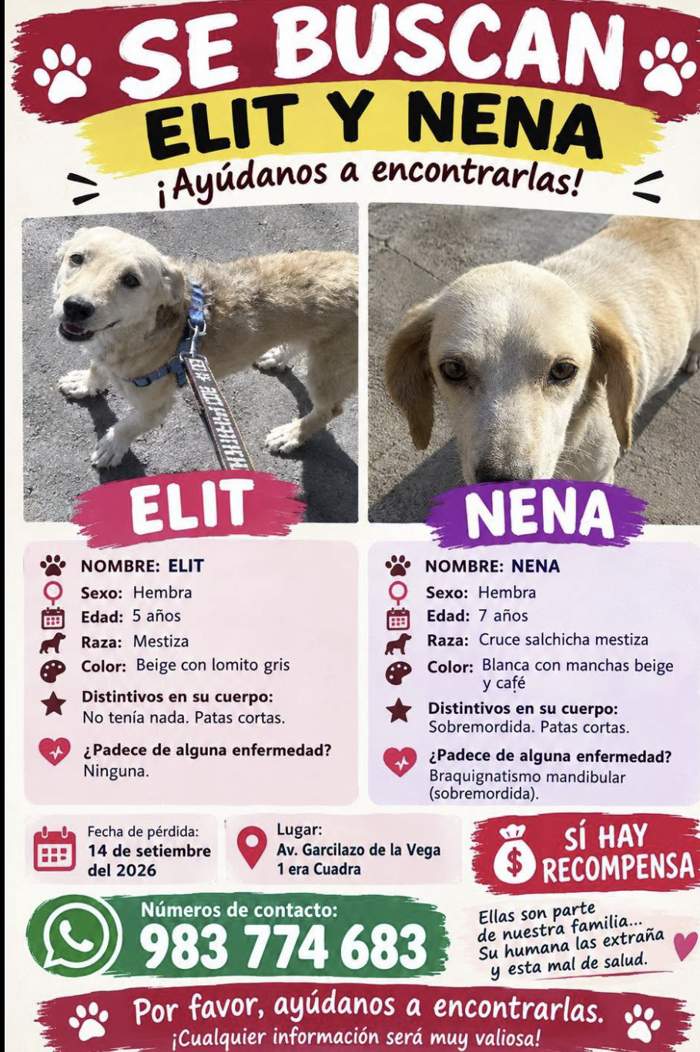 SE BUSCAN
ELIT Y NENA
¡Ayúdanos a encontrarlas!
ELIT
NOMBRE: ELIT
Sexo: Hembra
Edad: 5 años
Raza: Mestiza
Color: Beige con lomito gris
Distintivos en su cuerpo:
No tenía nada. Patas cortas.
¿Padece de alguna enfermedad?
Ninguna.
NENA
NOMBRE: NENA
Sexo: Hembra
Edad: 7 años
Raza: Cruce salchicha mestiza
Color: Blanca con manchas beige
y café
Distintivos en su cuerpo:
Sobremordida. Patas cortas.
¿Padece de alguna enfermedad?
Braquignatismo mandibular
(sobremordida).
Fecha de pérdida:
14 de setiembre
del 2026
Lugar:
Av. Garcilazo de la Vega
1 era Cuadra
$
SÍ HAY
RECOMPENSA
Números de contacto:
983 774 683
Ellas son parte
de nuestra familia...
Su humana las extraña
y esta mal de salud.
Por favor, ayúdanos a encontrarlas.
¡Cualquier información será muy valiosa!